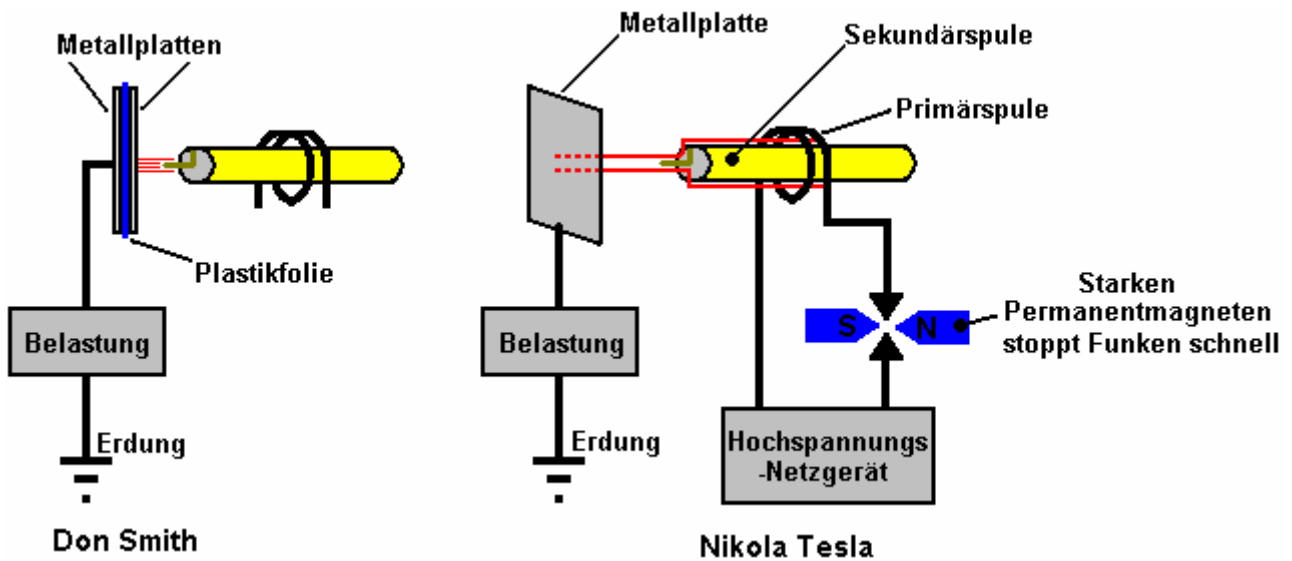 Metallplatten
Plastikfolie
Belastung
Erdung
Don Smith
Metallplatte
Sekundärspule
Primärspule
S N
Starken
Permanentmagneten
stoppt Funken schnell
Belastung
Erdung
Hochspannungs
-Netzgerät
Nikola Tesla